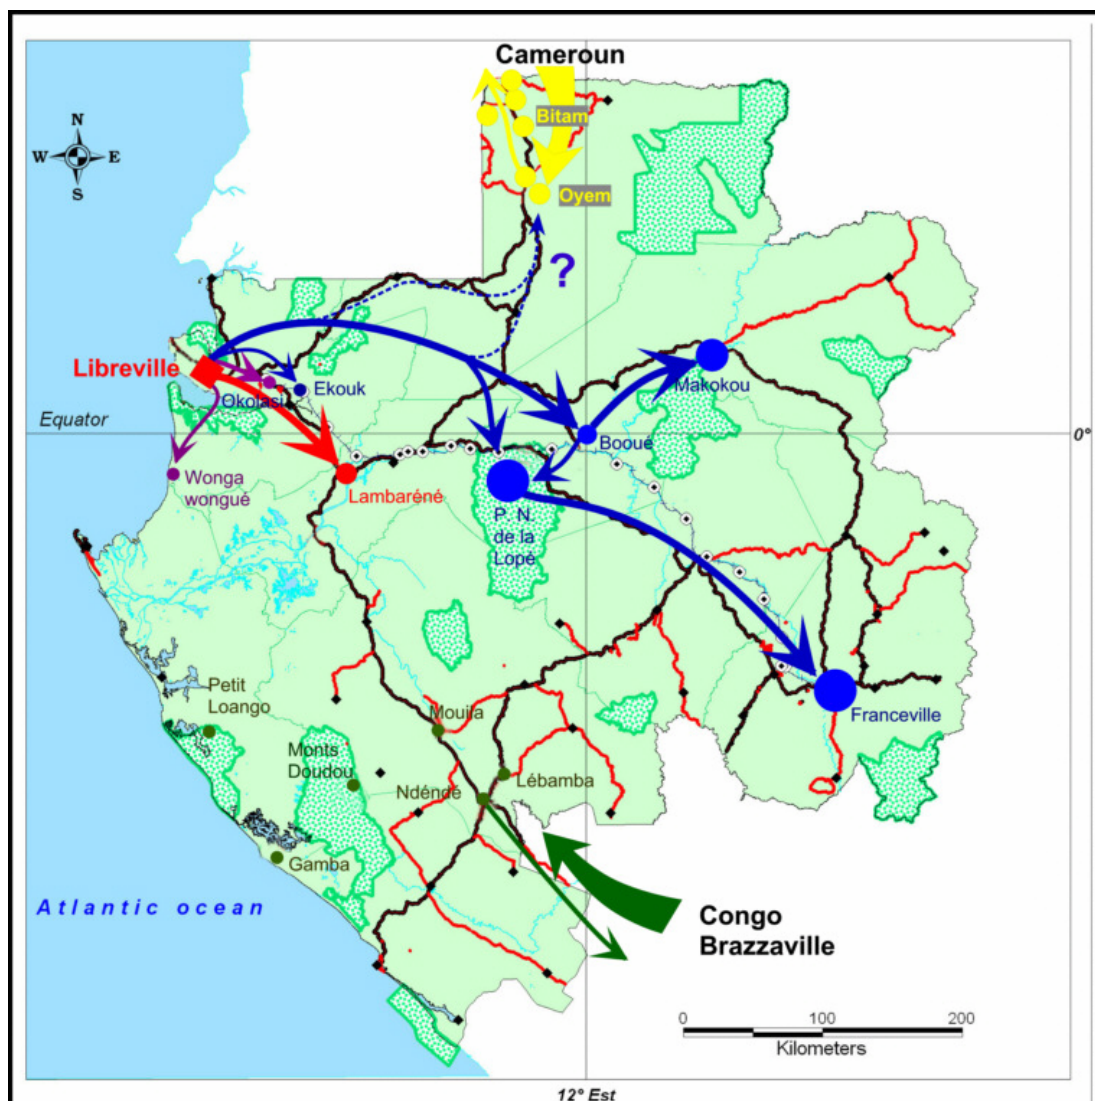 Cameroun
Bitam
N
W E
S
Oyem
?
Libreville
Makokou
Okolasi
Ekouk
Equator
0°
Booué
Wonga
wongué
Lambaréné
P. N.
de la
Lopé
Petit
Loango
Franceville
Mouila
Monts
Doudou
Lébamba
Ndéndé
Gamba
Atlantic ocean
Congo
Brazzaville
0 100 200
Kilometers
12° Est